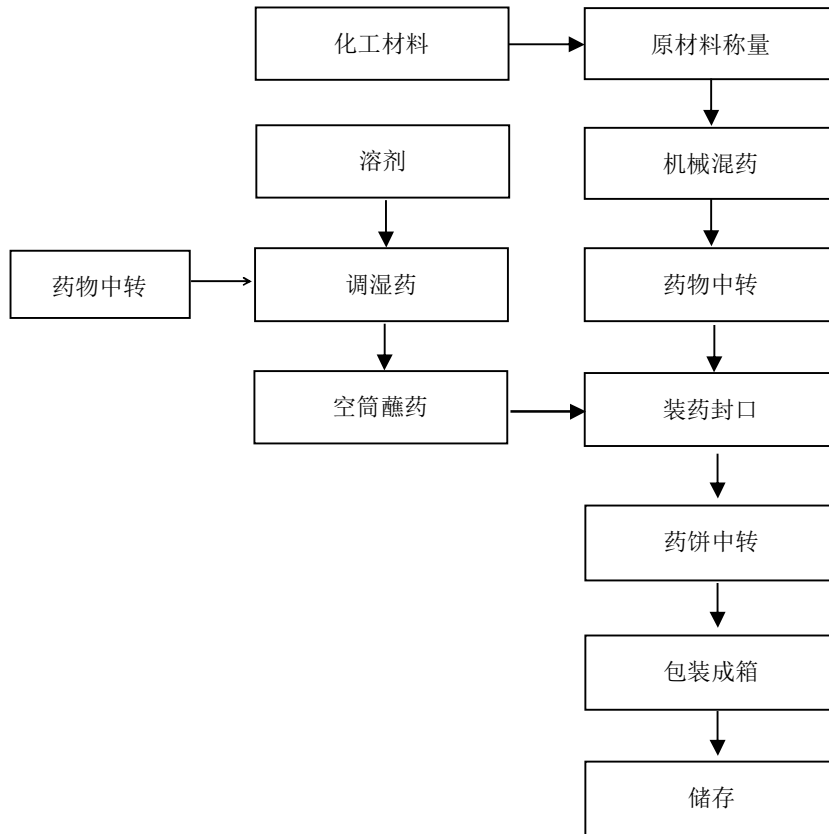 化工材料
原材料称量
溶剂
机械混药
药物中转
调湿药
药物中转
空筒蘸药
装药封口
药饼中转
包装成箱
储存